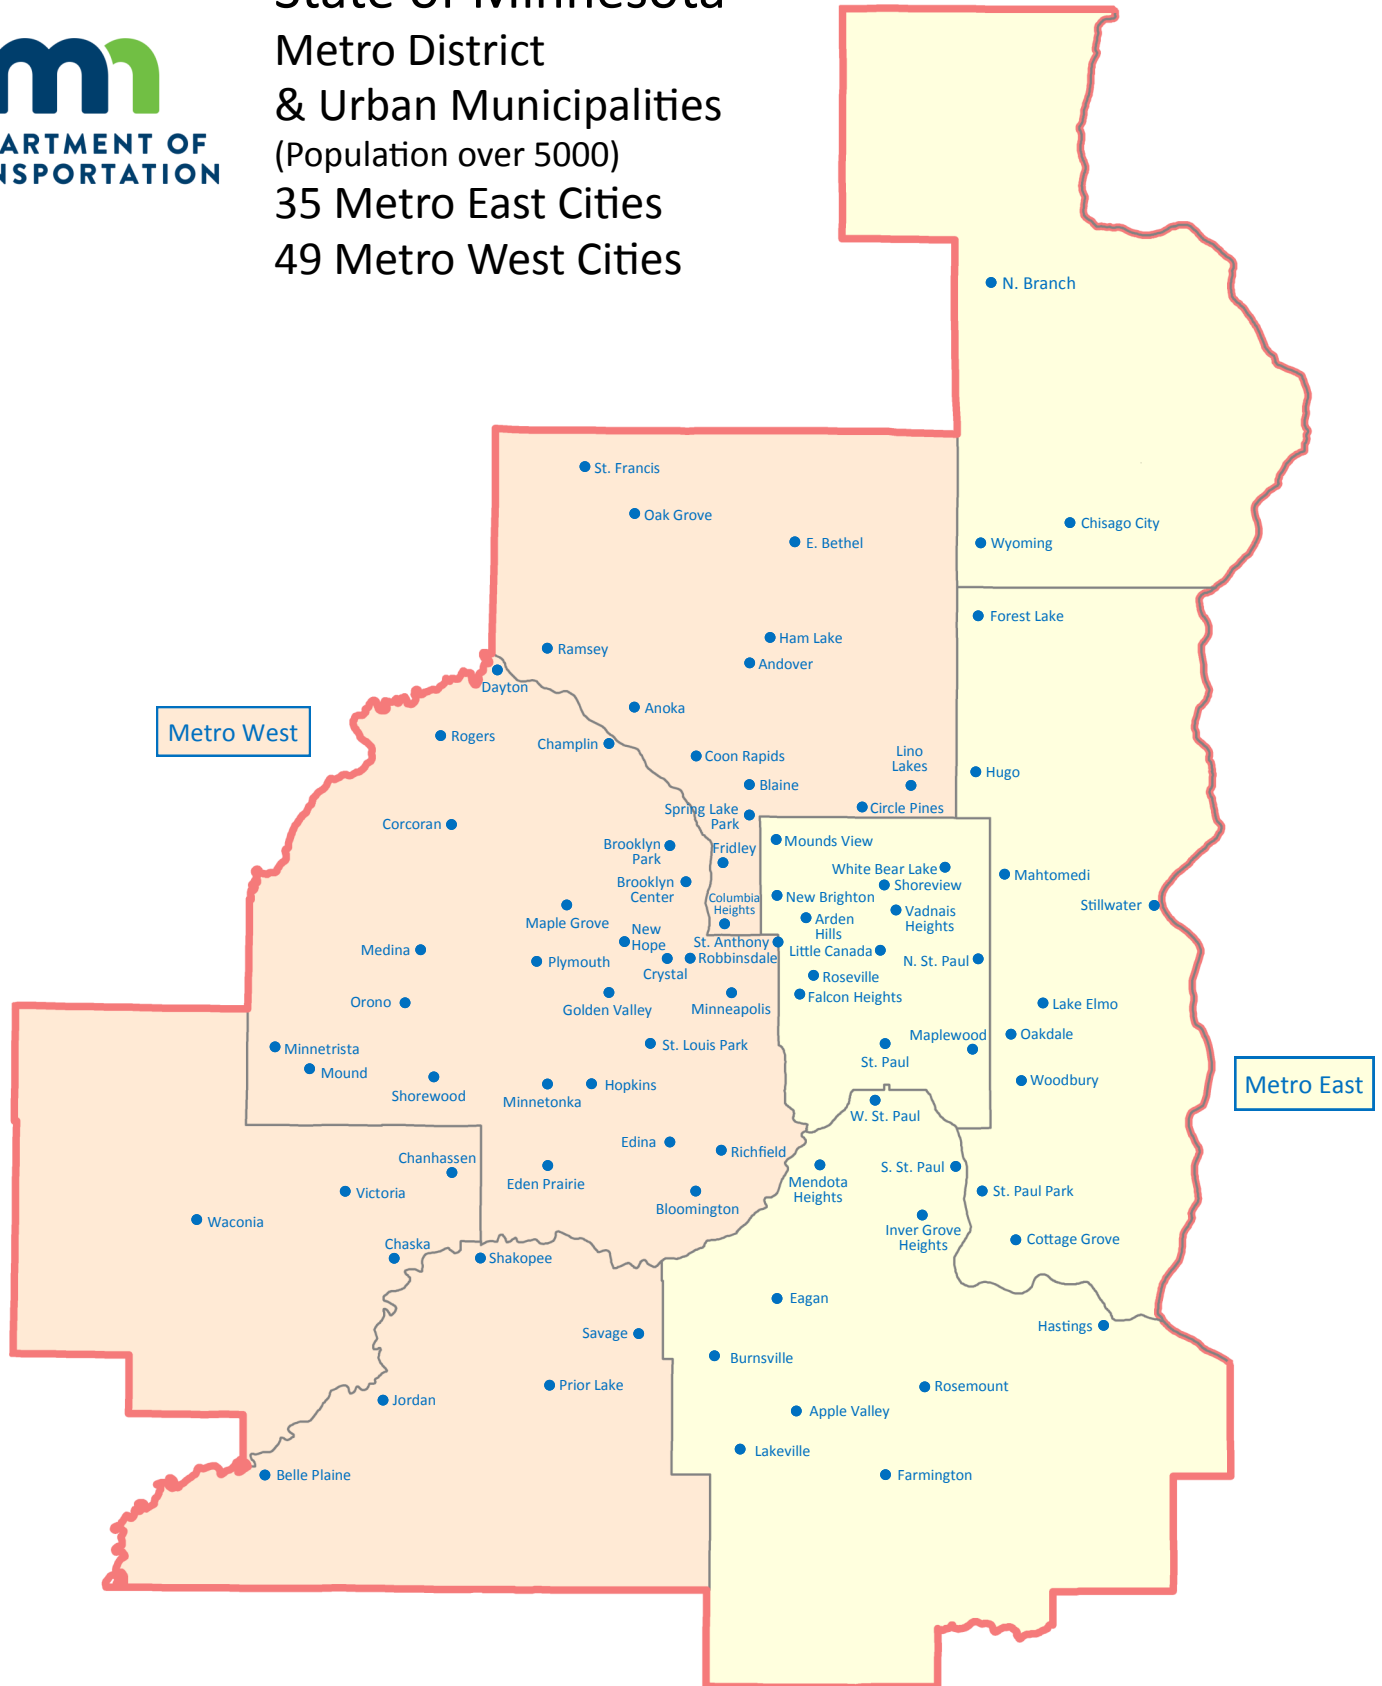 State of Minnesota
Metro District
& Urban Municipalities
(Population over 5000)
35 Metro East Cities
49 Metro West Cities
mn
ARTMENT OF
NSPORTATION
N. Branch
St. Francis
Oak Grove
E. Bethel
Chisago City
Wyoming
Forest Lake
Ham Lake
Ramsey
Andover
Dayton
Anoka
Metro West
Rogers
Champlin
Coon Rapids
Lino
Lakes
Hugo
Blaine
Circle Pines
Spring Lake
Park
Corcoran
Brooklyn
Park
Fridley
Mounds View
White Bear Lake
Mahtomedi
Shoreview
Brooklyn
Center
Columbia
Heights
New Brighton
Stillwater
Maple Grove
Arden
Hills
Vadnais
Heights
New
Hope
St. Anthony
Medina
Little Canada
Plymouth
Robbinsdale
N. St. Paul
Crystal
Roseville
Orono
Golden Valley
Minneapolis
Falcon Heights
Lake Elmo
Maplewood
Oakdale
Minnetrista
St. Louis Park
St. Paul
Mound
Shorewood
Minnetonka
Hopkins
Woodbury
Metro East
W. St. Paul
Edina
Richfield
Chanhassen
S. St. Paul
Eden Prairie
Mendota
Heights
Victoria
St. Paul Park
Bloomington
Waconia
Inver Grove
Heights
Cottage Grove
Chaska
Shakopee
Eagan
Hastings
Savage
Burnsville
Prior Lake
Rosemount
Jordan
Apple Valley
Lakeville
Belle Plaine
Farmington